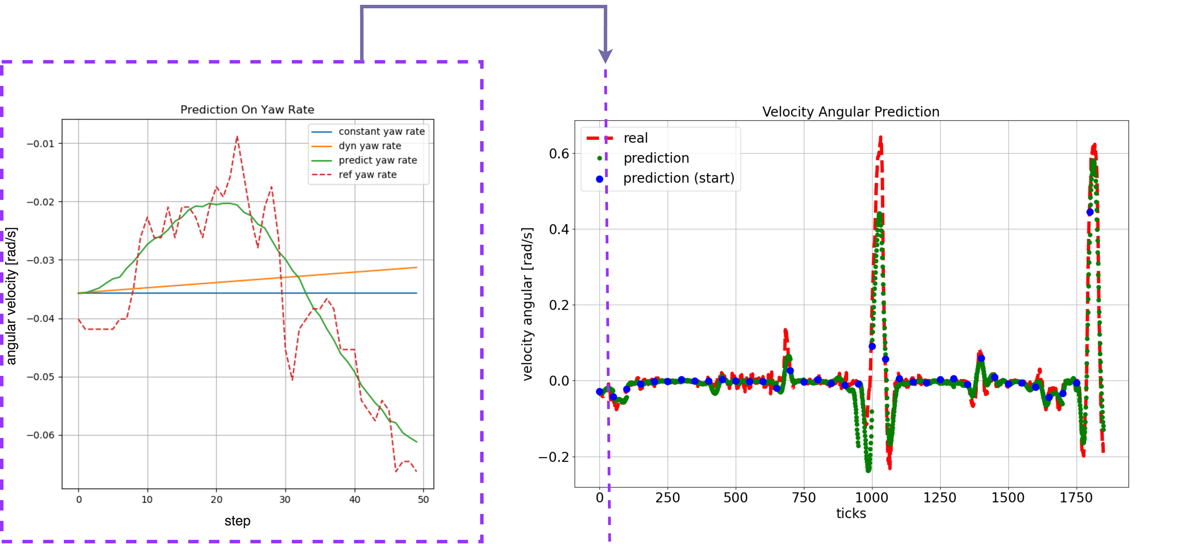 Prediction On Yaw Rate
constant yaw rate
dyn yaw rate
predict yaw rate
ref yaw rate
−0.01
−0.02
−0.03
−0.04
−0.05
−0.06
angular velocity [rad/s]
0 10 20 30 40 50
step
Velocity Angular Prediction
real
prediction
prediction (start)
0.6
0.4
0.2
0.0
−0.2
velocity angular [rad/s]
0 250 500 750 1000 1250 1500 1750
ticks